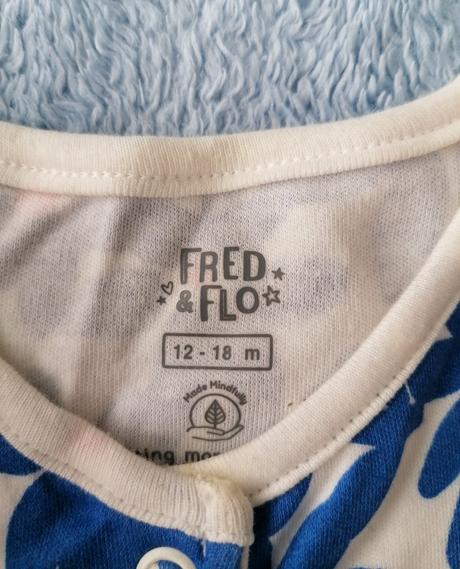 FRED
& FLO
12 - 18 m
Made Mindfully